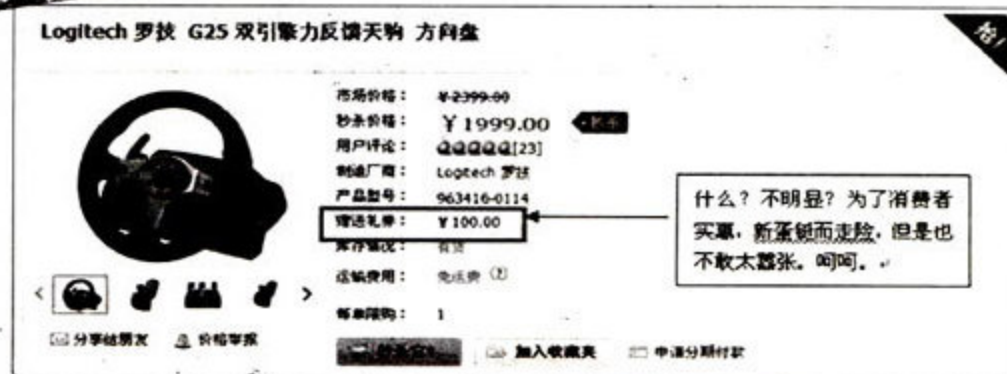 Logitech 罗技 G25 双引擎力反馈天驹 方向盘
抢!
市场价格： ￥2399.00
秒杀价格： ￥1999.00
用户评论： [23]
制造厂商： Logitech 罗技
产品型号： 963416-0114
赠送礼券： ￥100.00
库存情况： 有货
运输费用： 免运费 ?
每单限购： 1
什么？不明显？为了消费者
实惠，新蛋铤而走险，但是也
不敢太嚣张。呵呵。
分享给朋友 价格举报
加入收藏夹 申请分期付款